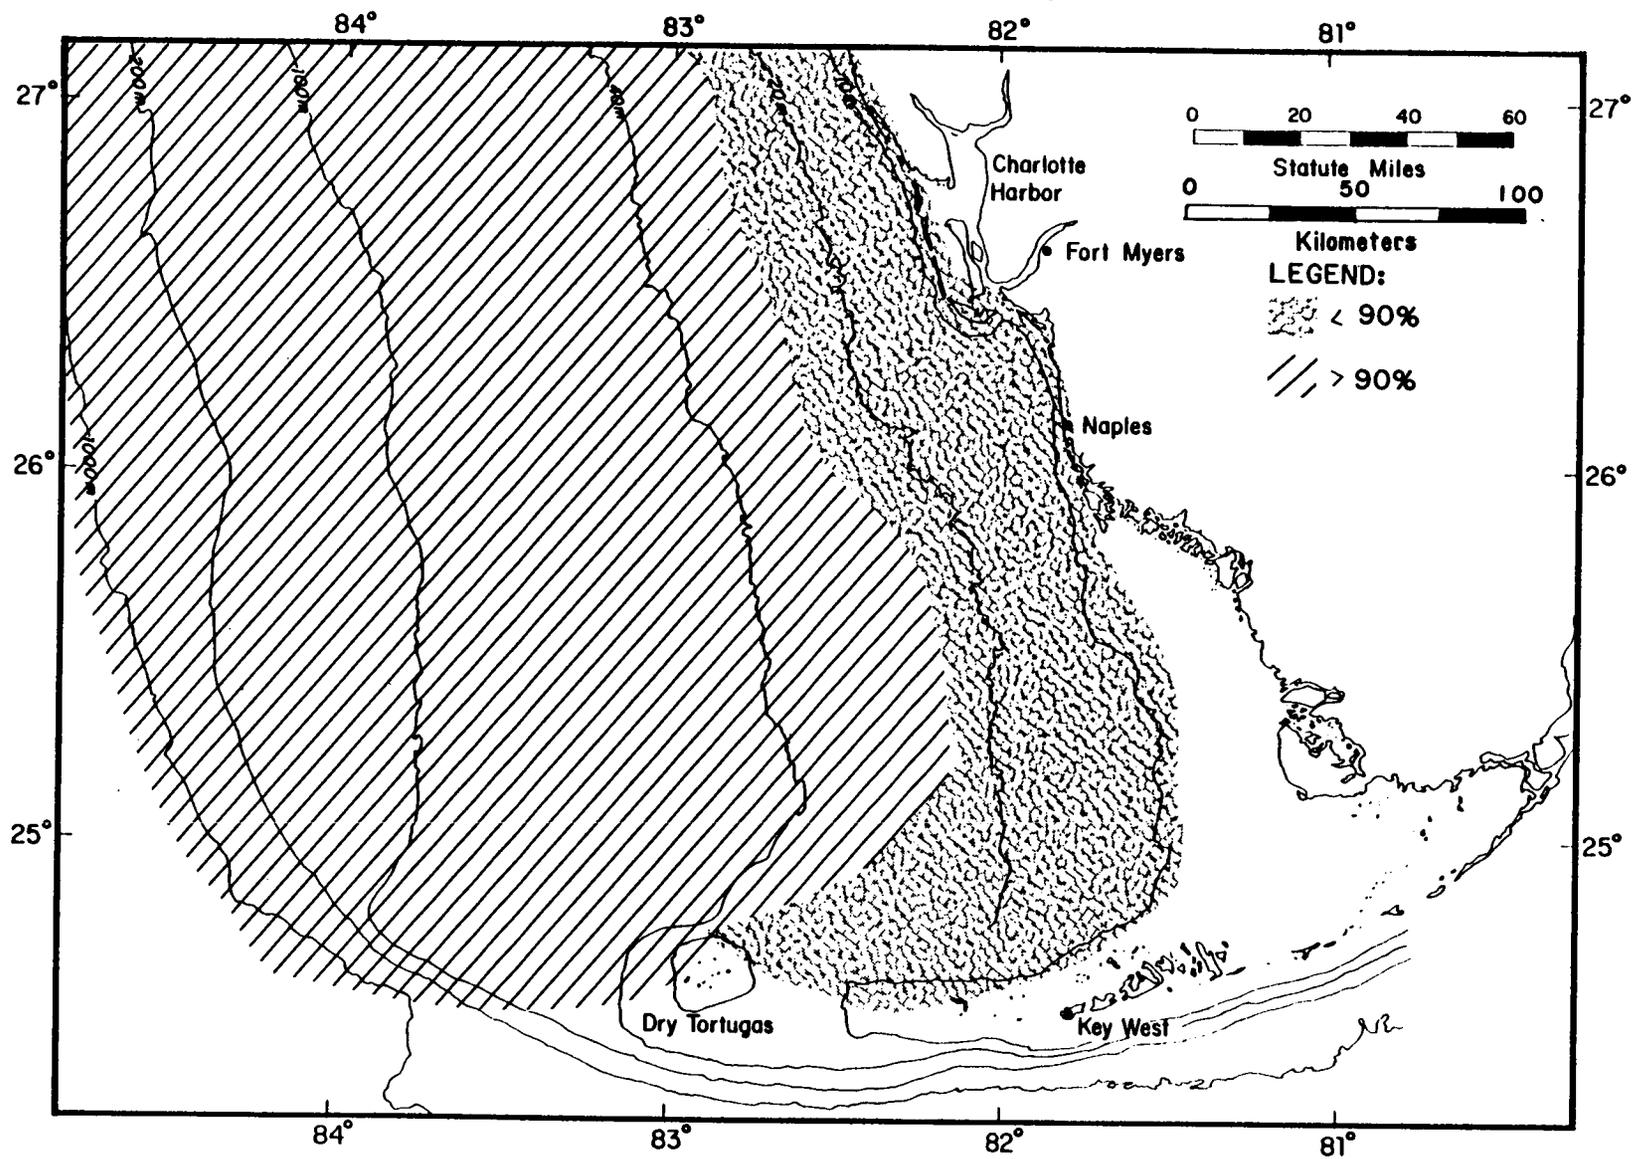 84° 83° 82° 81°
27° 27°
200m 100m 40m 20m 10m
0 20 40 60
Statute Miles
0 50 100
Kilometers
LEGEND:
< 90%
> 90%
Charlotte
Harbor
Fort Myers
Naples
1000m
26° 26°
25° 25°
Dry Tortugas
Key West
84° 83° 82° 81°